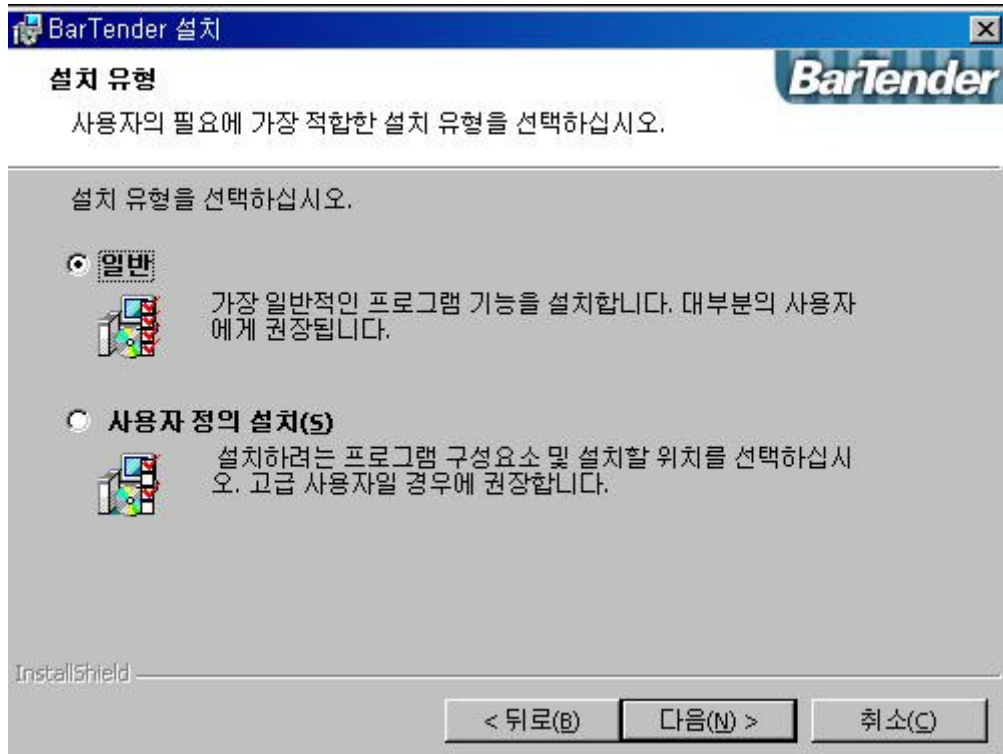 BarTender 설치
BarTender
설치 유형
사용자의 필요에 가장 적합한 설치 유형을 선택하십시오.
설치 유형을 선택하십시오.
일반
가장 일반적인 프로그램 기능을 설치합니다. 대부분의 사용자
에게 권장됩니다.
사용자 정의 설치(S)
설치하려는 프로그램 구성요소 및 설치할 위치를 선택하십시
오. 고급 사용자일 경우에 권장합니다.
InstallShield
< 뒤로(B)
다음(N) >
취소(C)